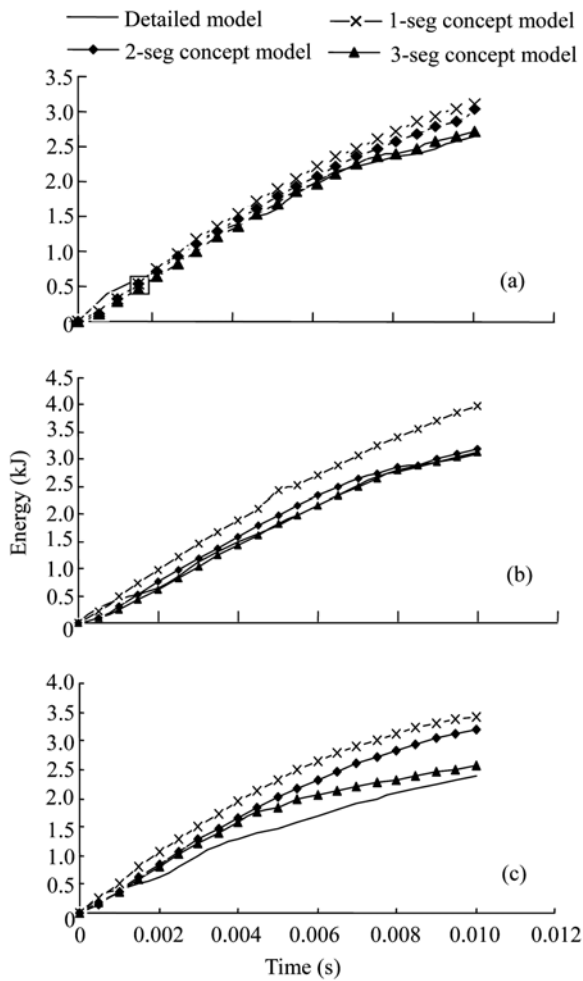 Detailed model
1-seg concept model
2-seg concept model
3-seg concept model
3.5
3.0
2.5
2.0
1.5
1.0
0.5
0
(a)
4.5
4.0
3.5
3.0
2.5
2.0
1.5
1.0
0.5
0
(b)
Energy (kJ)
4.0
3.5
3.0
2.5
2.0
1.5
1.0
0.5
0
(c)
0 0.002 0.004 0.006 0.008 0.010 0.012
Time (s)